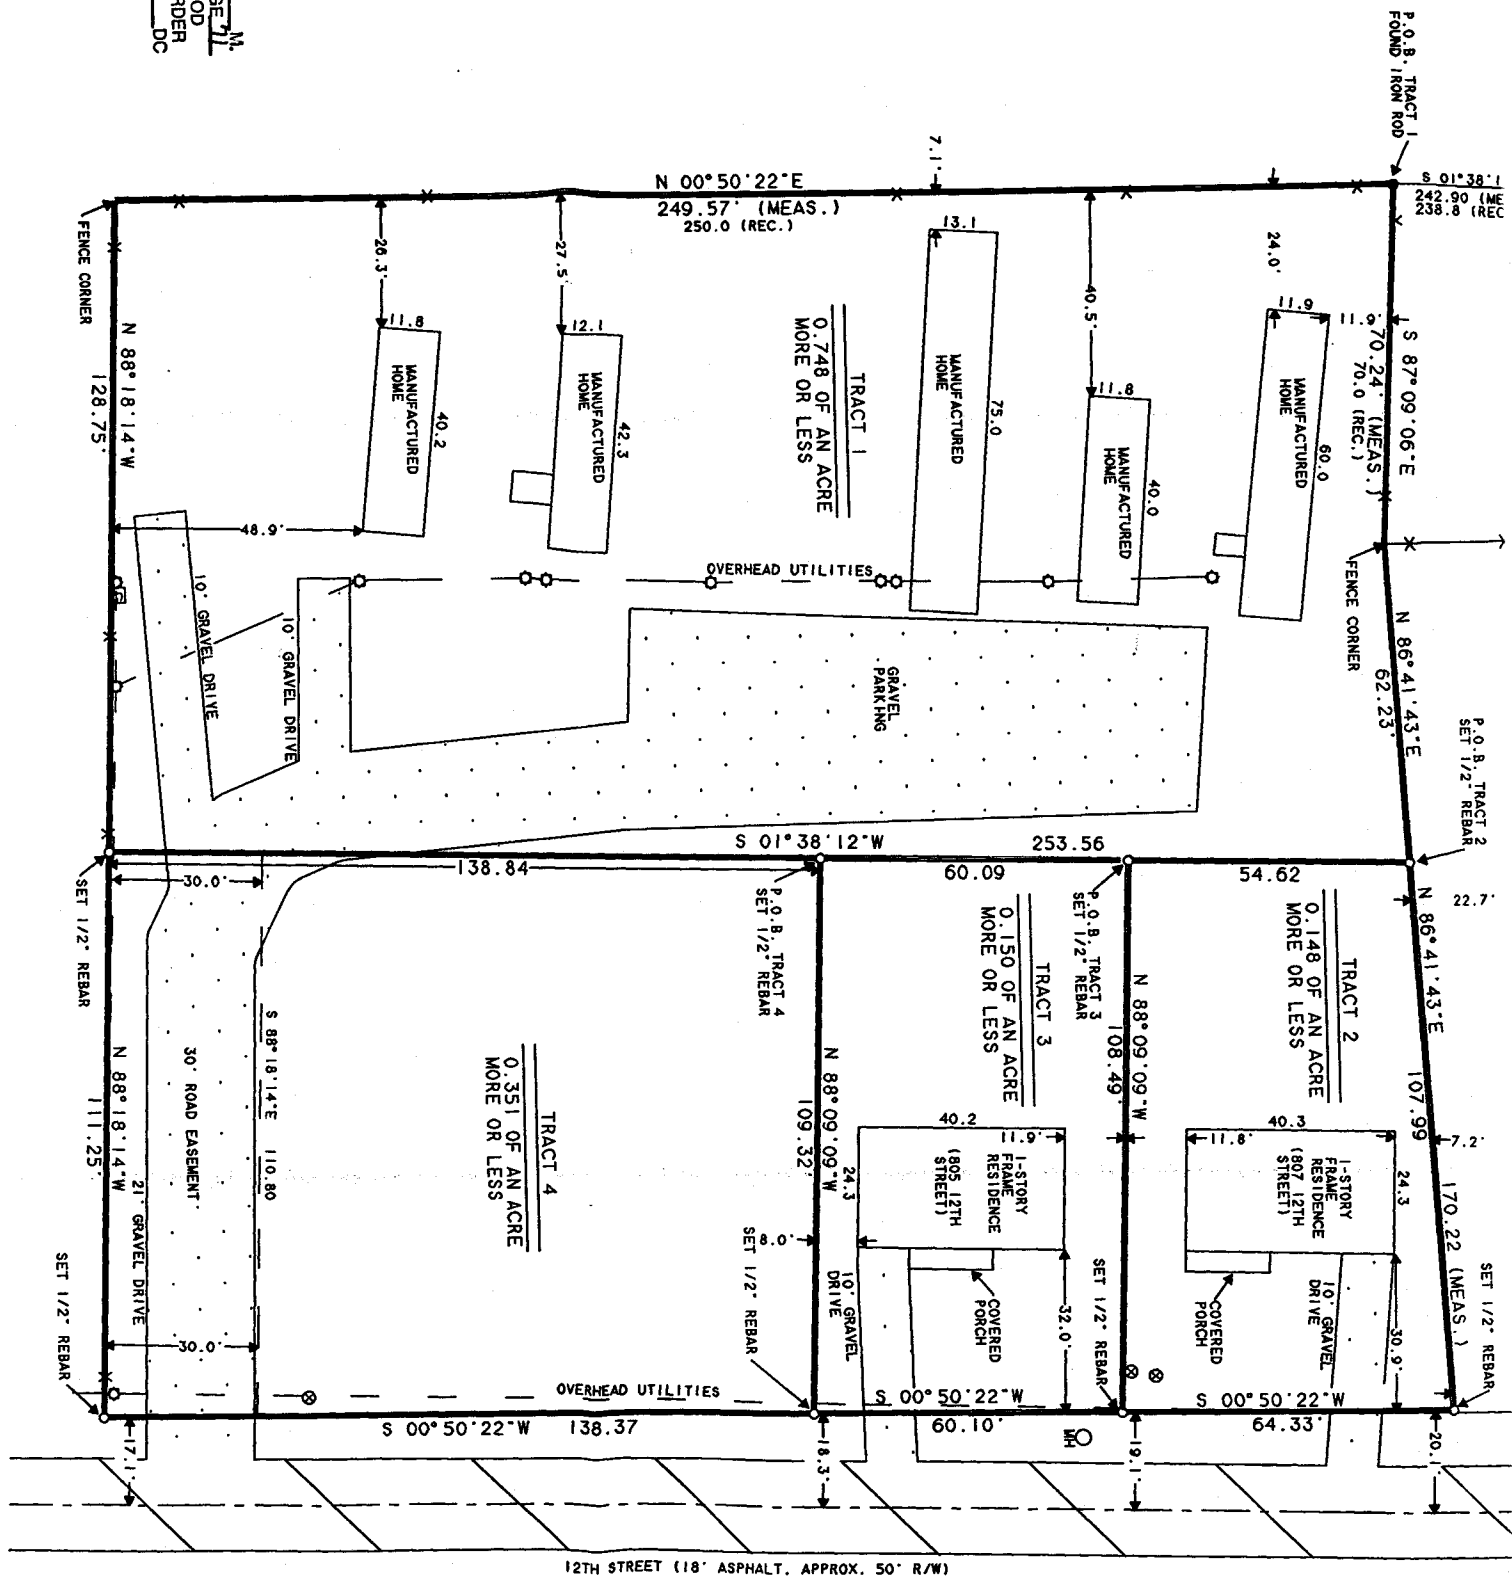 M.
GE 71
OD
RDER
DC
P.O.B. TRACT 1
FOUND IRON ROD
S 01°38'1
242.90 (ME
238.8 (REC
N 00°50'22"E
249.57' (MEAS.)
250.0 (REC.)
7.1'
24.0'
FENCE CORNER
26.3'
27.5'
13.1
40.5'
11.9
11.9'
S 87°09'06"E
70.24' (MEAS.)
70.0 (REC.)
11.8
MANUFACTURED
HOME
40.2
12.1
MANUFACTURED
HOME
42.3
TRACT 1
0.748 OF AN ACRE
MORE OR LESS
MANUFACTURED
HOME
75.0
11.8
MANUFACTURED
HOME
40.0
MANUFACTURED
HOME
60.0
N 88°18'14"W
128.75'
48.9'
OVERHEAD UTILITIES
FENCE CORNER
N 86°41'43"E
62.23'
10' GRAVEL DRIVE
10' GRAVEL DRIVE
GRAVEL
PARKING
P.O.B. TRACT 2
SET 1/2" REBAR
S 01°38'12"W
253.56
138.84
60.09
54.62
30.0'
SET 1/2" REBAR
P.O.B. TRACT 4
SET 1/2" REBAR
P.O.B. TRACT 3
SET 1/2" REBAR
22.7'
N 86°41'43"E
107.99
170.22 (MEAS.)
TRACT 2
0.148 OF AN ACRE
MORE OR LESS
TRACT 3
0.150 OF AN ACRE
MORE OR LESS
N 88°09'09"W
108.49'
TRACT 4
0.351 OF AN ACRE
MORE OR LESS
N 88°09'09"W
109.32'
S 88°18'14"E 110.80
30' ROAD EASEMENT
N 88°18'14"W
111.25'
21' GRAVEL DRIVE
40.2
11.9'
24.3
1-STORY
FRAME
RESIDENCE
(805 12TH
STREET)
40.3
11.8'
24.3
7.2'
1-STORY
FRAME
RESIDENCE
(807 12TH
STREET)
8.0'
SET 1/2" REBAR
10' GRAVEL
DRIVE
COVERED
PORCH
32.0'
SET 1/2" REBAR
COVERED
PORCH
10' GRAVEL
DRIVE
30.9'
SET 1/2" REBAR
SET 1/2" REBAR
30.0'
OVERHEAD UTILITIES
S 00°50'22"W
138.37
S 00°50'22"W
60.10'
S 00°50'22"W
64.33'
MH
17.1'
18.3'
19.1'
20.1'
12TH STREET (18' ASPHALT, APPROX. 50' R/W)